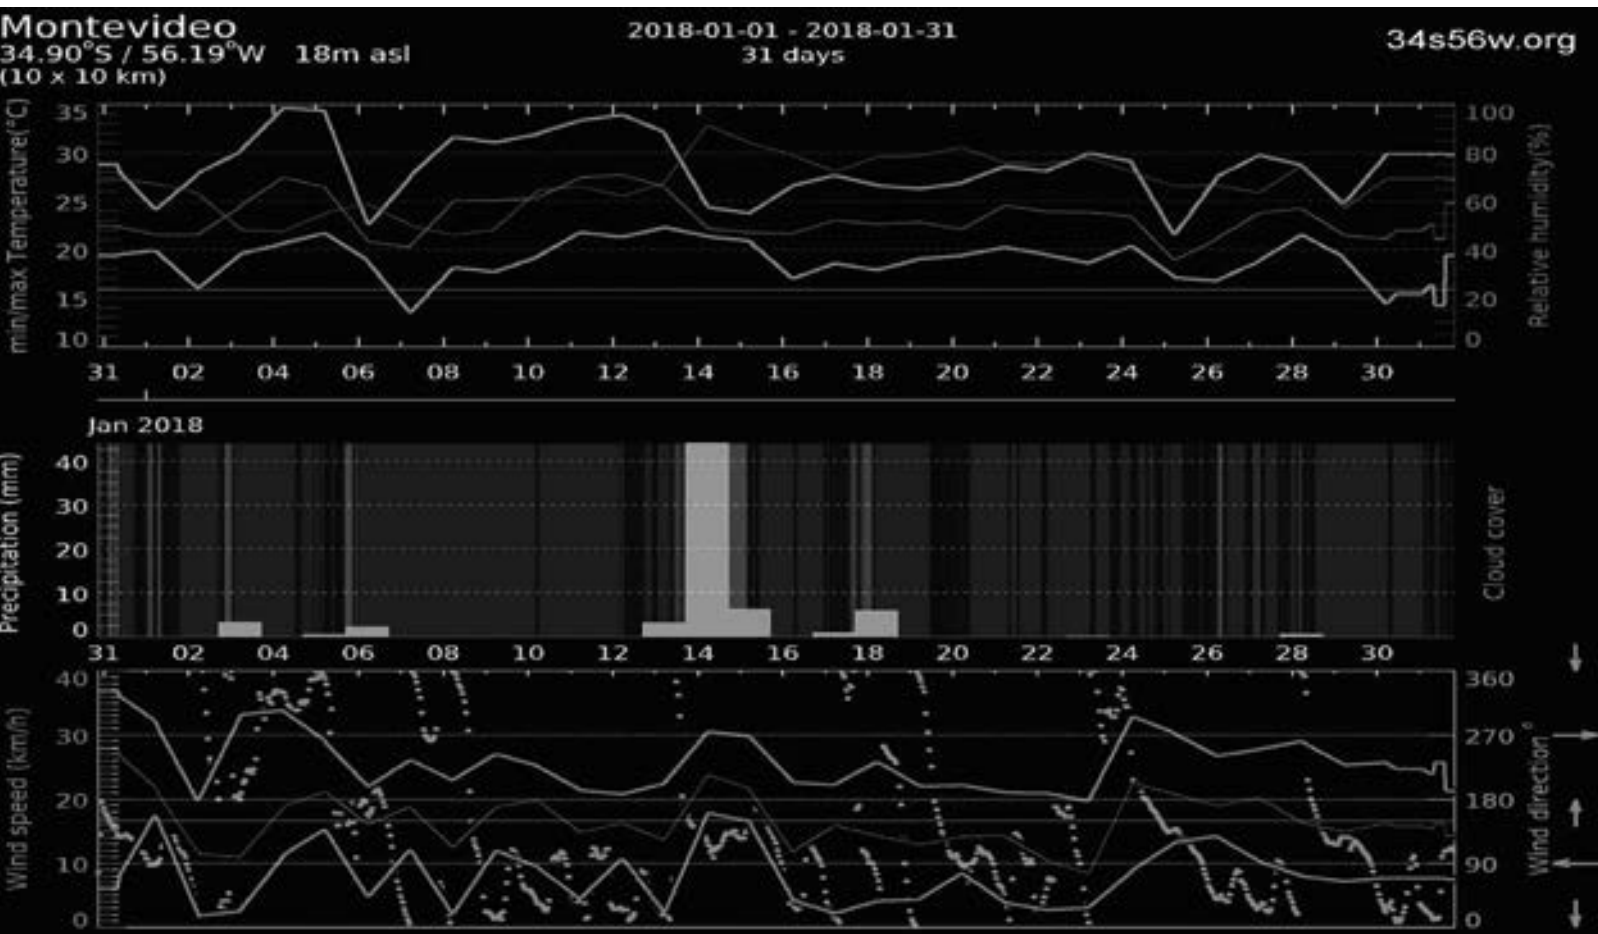 Montevideo
34.90°S / 56.19°W 18m asl
(10 x 10 km)
2018-01-01 - 2018-01-31
31 days
34s56w.org
min/max Temperature(°C)
35
30
25
20
15
10
100
80
60
40
20
0
Relative humidity(%)
31 02 04 06 08 10 12 14 16 18 20 22 24 26 28 30
Jan 2018
Precipitation (mm)
40
30
20
10
0
Cloud cover
31 02 04 06 08 10 12 14 16 18 20 22 24 26 28 30
Wind speed (km/h)
40
30
20
10
0
360
270
180
90
0
Wind direction °